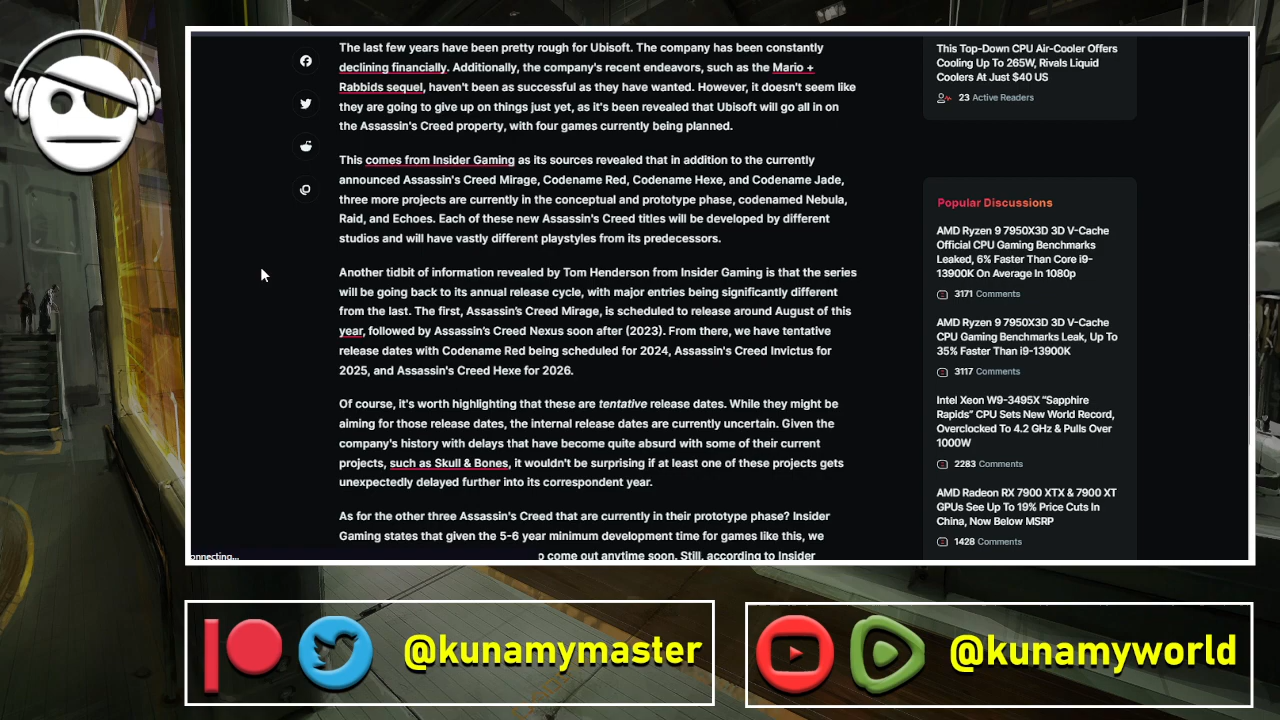 The last few years have been pretty rough for Ubisoft. The company has been constantly
declining financially. Additionally, the company's recent endeavors, such as the Mario +
Rabbids sequel, haven't been as successful as they have wanted. However, it doesn't seem like
they are going to give up on things just yet, as it's been revealed that Ubisoft will go all in on
the Assassin's Creed property, with four games currently being planned.
This comes from Insider Gaming as its sources revealed that in addition to the currently
announced Assassin's Creed Mirage, Codename Red, Codename Hexe, and Codename Jade,
three more projects are currently in the conceptual and prototype phase, codenamed Nebula,
Raid, and Echoes. Each of these new Assassin's Creed titles will be developed by different
studios and will have vastly different playstyles from its predecessors.
Another tidbit of information revealed by Tom Henderson from Insider Gaming is that the series
will be going back to its annual release cycle, with major entries being significantly different
from the last. The first, Assassin's Creed Mirage, is scheduled to release around August of this
year, followed by Assassin's Creed Nexus soon after (2023). From there, we have tentative
release dates with Codename Red being scheduled for 2024, Assassin's Creed Invictus for
2025, and Assassin's Creed Hexe for 2026.
Of course, it's worth highlighting that these are tentative release dates. While they might be
aiming for those release dates, the internal release dates are currently uncertain. Given the
company's history with delays that have become quite absurd with some of their current
projects, such as Skull & Bones, it wouldn't be surprising if at least one of these projects gets
unexpectedly delayed further into its correspondent year.
As for the other three Assassin's Creed that are currently in their prototype phase? Insider
Gaming states that given the 5-6 year minimum development time for games like this, we
o come out anytime soon. Still, according to Insider
onnecting...
This Top-Down CPU Air-Cooler Offers
Cooling Up To 265W, Rivals Liquid
Coolers At Just $40 US
23 Active Readers
Popular Discussions
AMD Ryzen 9 7950X3D 3D V-Cache
Official CPU Gaming Benchmarks
Leaked, 6% Faster Than Core i9-
13900K On Average In 1080p
3171 Comments
AMD Ryzen 9 7950X3D 3D V-Cache
CPU Gaming Benchmarks Leak, Up To
35% Faster Than i9-13900K
3117 Comments
Intel Xeon W9-3495X “Sapphire
Rapids” CPU Sets New World Record,
Overclocked To 4.2 GHz & Pulls Over
1000W
2283 Comments
AMD Radeon RX 7900 XTX & 7900 XT
GPUs See Up To 19% Price Cuts In
China, Now Below MSRP
1428 Comments
@kunamymaster
@kunamyworld